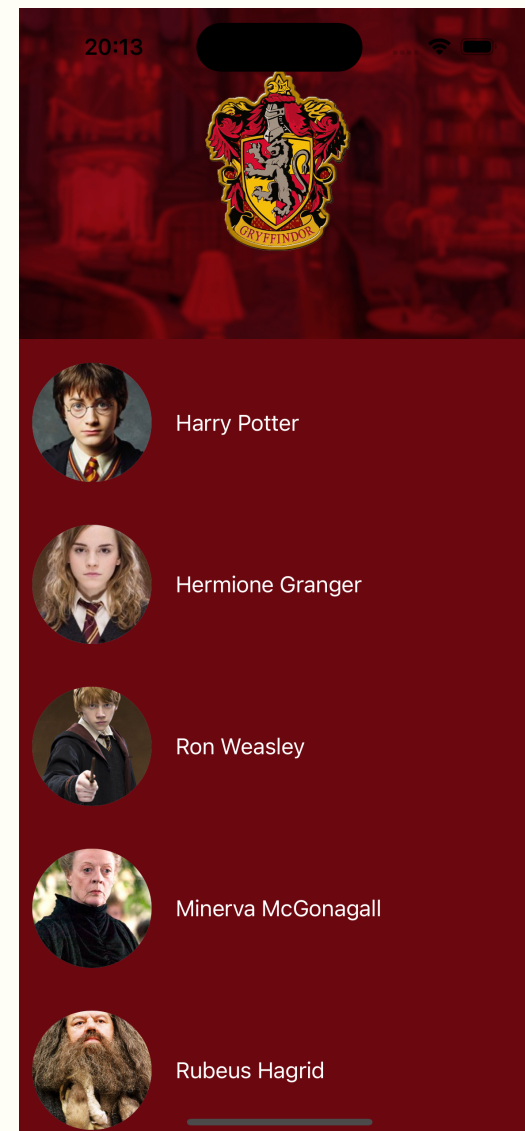 20:13
GRYFFINDOR
Harry Potter
Hermione Granger
Ron Weasley
Minerva McGonagall
Rubeus Hagrid